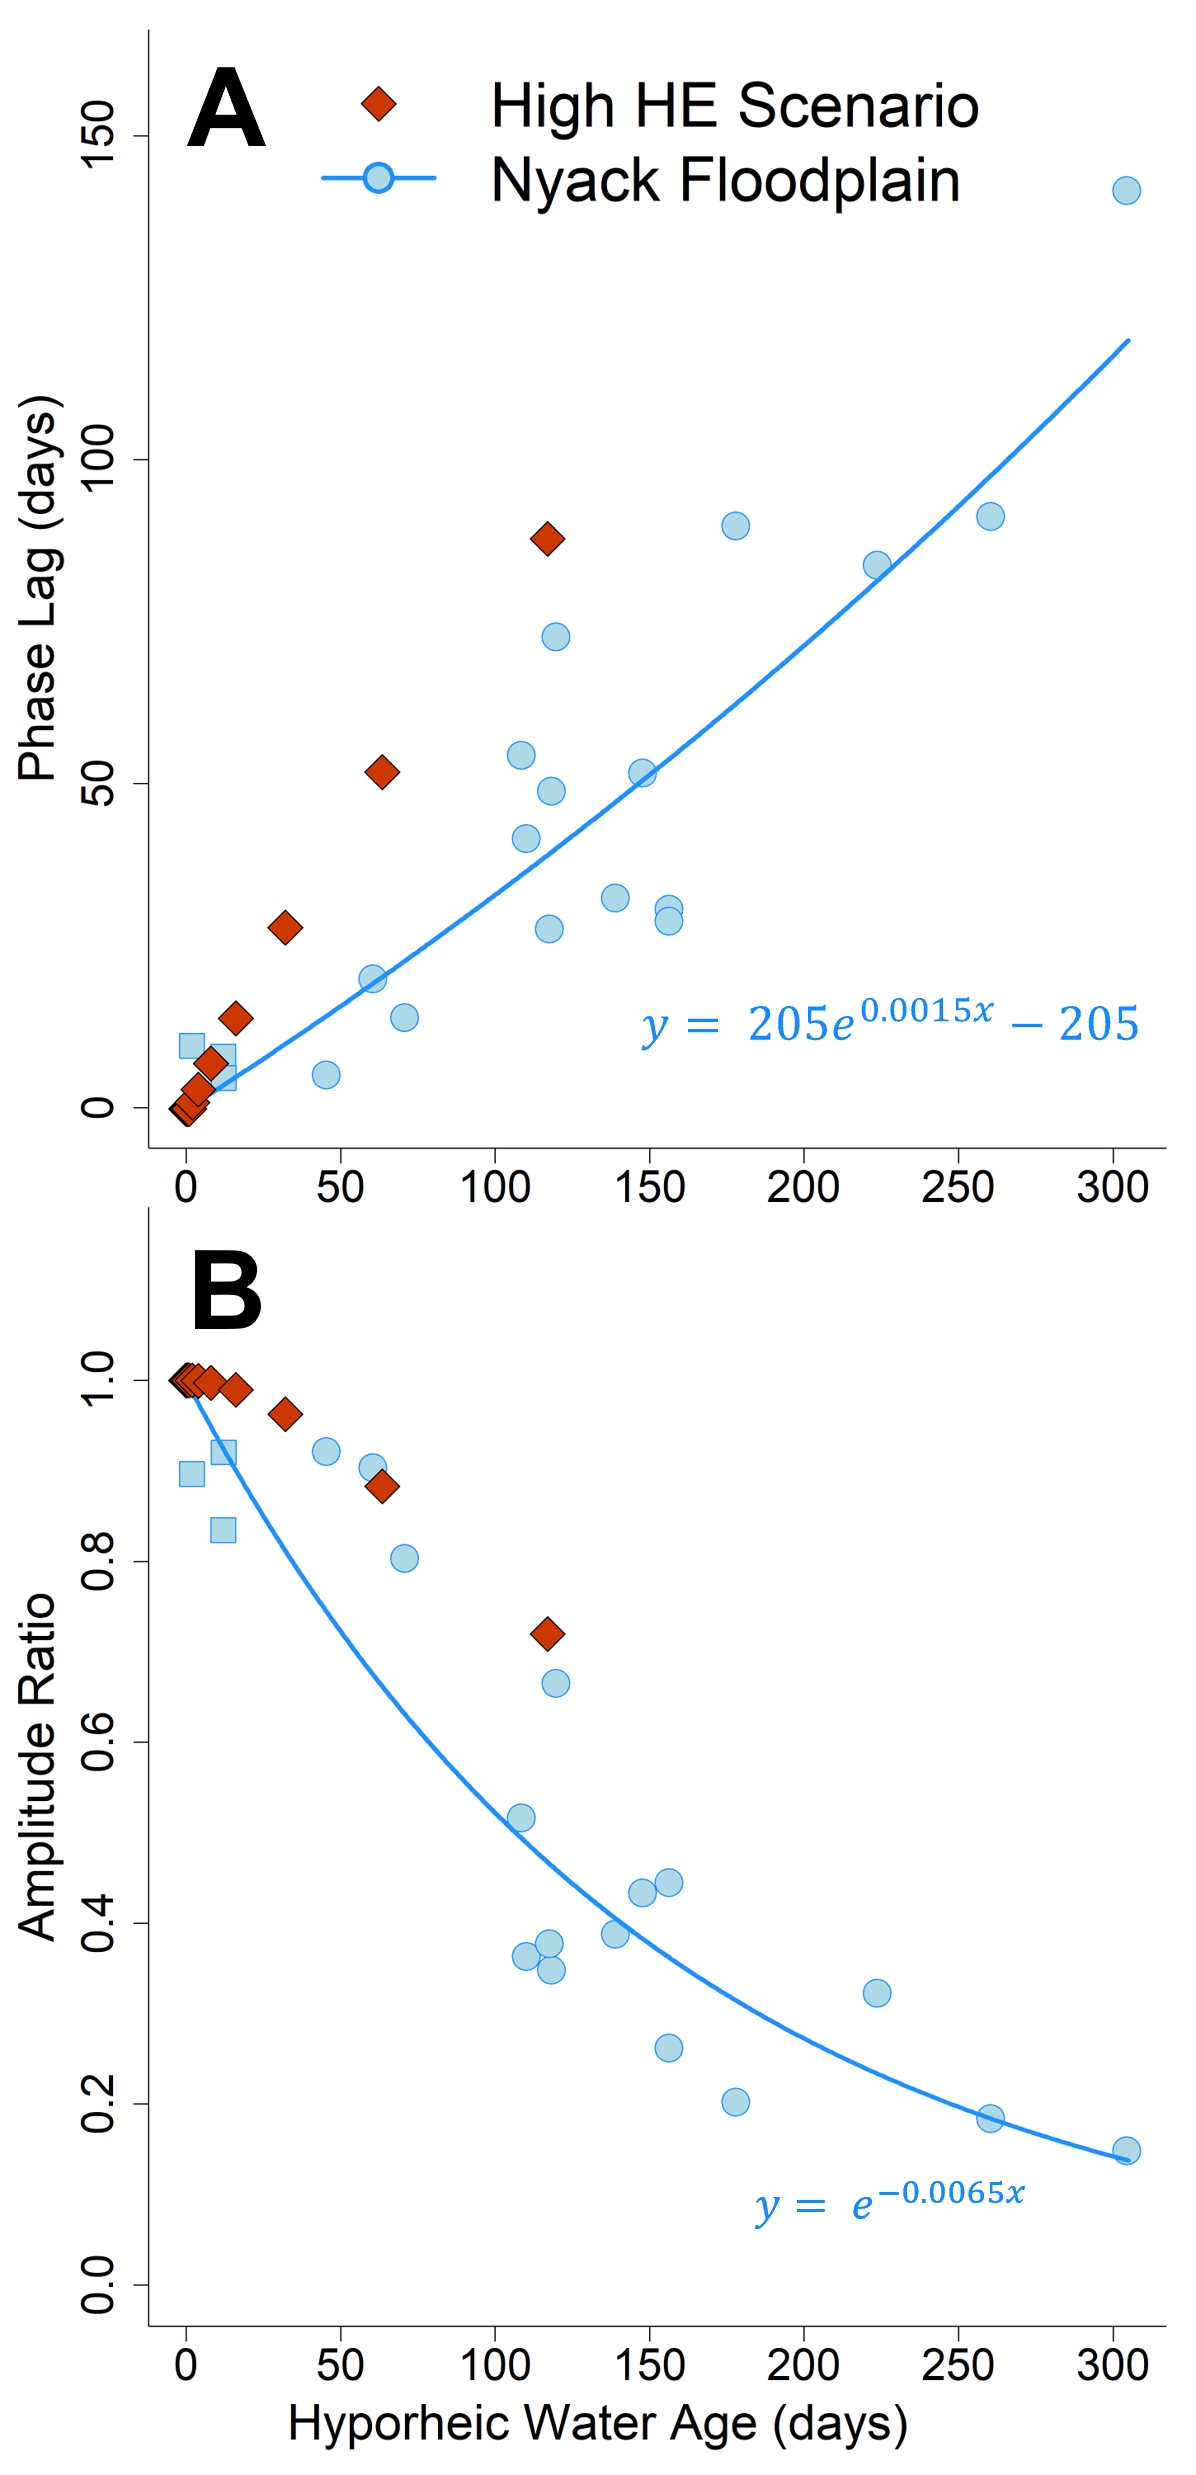 A
High HE Scenario
Nyack Floodplain
150
100
50
0
Phase Lag (days)
y = 205e^0.0015x − 205
0 50 100 150 200 250 300
B
1.0
0.8
0.6
0.4
0.2
0.0
Amplitude Ratio
y = e^−0.0065x
0 50 100 150 200 250 300
Hyporheic Water Age (days)